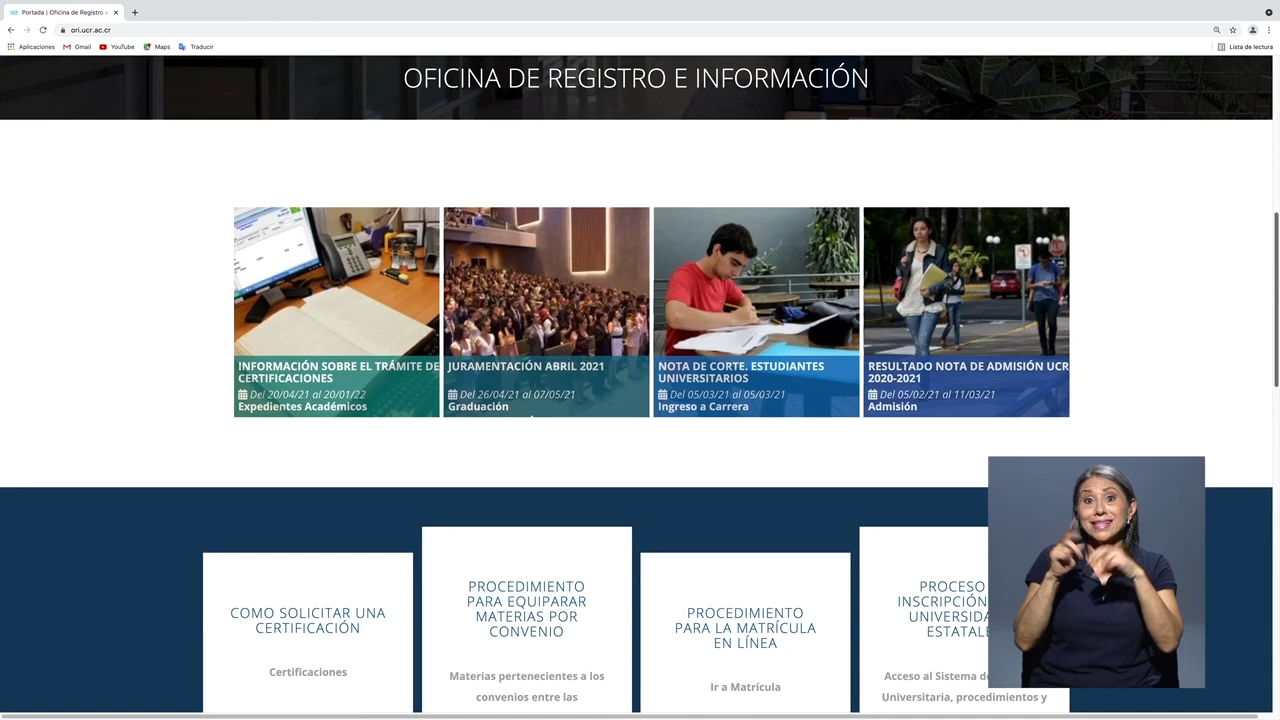 Portada | Oficina de Registro e
ori.ucr.ac.cr
Aplicaciones
Gmail
YouTube
Maps
Traducir
Lista de lectura
OFICINA DE REGISTRO E INFORMACIÓN
INFORMACIÓN SOBRE EL TRÁMITE DE
CERTIFICACIONES
Del 20/04/21 al 20/01/22
Expedientes Académicos
JURAMENTACIÓN ABRIL 2021
Del 26/04/21 al 07/05/21
Graduación
NOTA DE CORTE. ESTUDIANTES
UNIVERSITARIOS
Del 05/03/21 al 05/03/21
Ingreso a Carrera
RESULTADO NOTA DE ADMISIÓN UCR
2020-2021
Del 05/02/21 al 11/03/21
Admisión
COMO SOLICITAR UNA
CERTIFICACIÓN
Certificaciones
PROCEDIMIENTO
PARA EQUIPARAR
MATERIAS POR
CONVENIO
Materias pertenecientes a los
convenios entre las
PROCEDIMIENTO
PARA LA MATRÍCULA
EN LÍNEA
Ir a Matrícula
PROCESO
INSCRIPCIÓN
UNIVERSIDA
ESTATALE
Acceso al Sistema de
Universitaria, procedimientos y